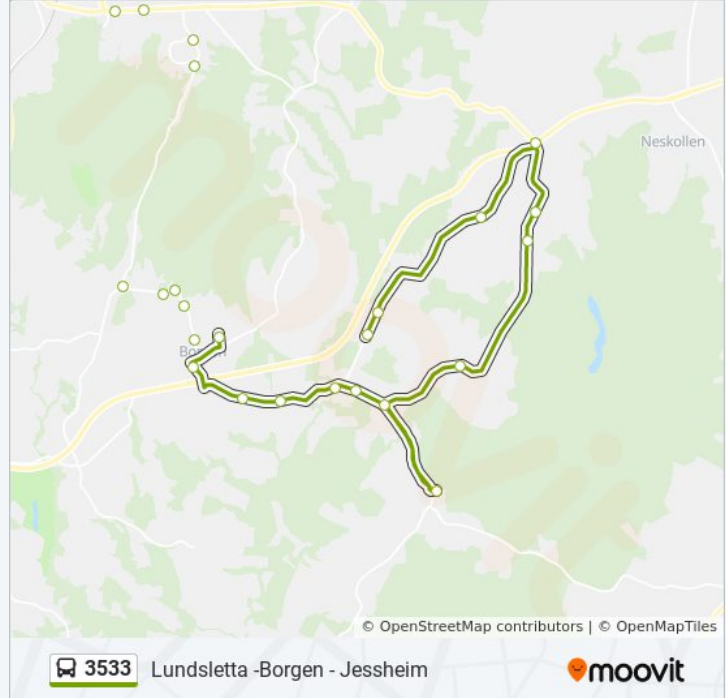 Neskollen
© OpenStreetMap contributors | © OpenMapTiles
3533 Lundsletta -Borgen - Jessheim
moovit